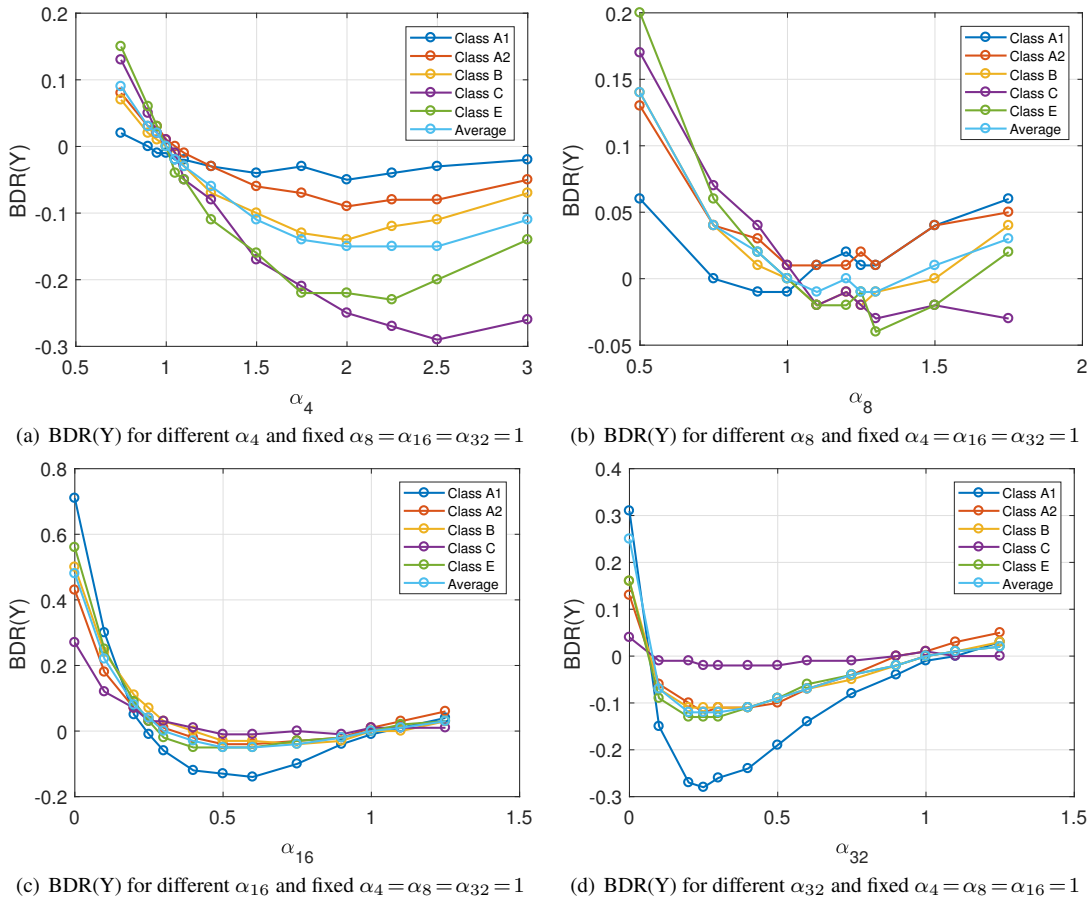 0.2
0.1
0
-0.1
-0.2
-0.3
BDR(Y)
0.5
1
1.5
2
2.5
3
α4
Class A1
Class A2
Class B
Class C
Class E
Average
(a) BDR(Y) for different α4 and fixed α8=α16=α32=1
0.2
0.15
0.1
0.05
0
-0.05
BDR(Y)
0.5
1
1.5
2
α8
Class A1
Class A2
Class B
Class C
Class E
Average
(b) BDR(Y) for different α8 and fixed α4=α16=α32=1
0.8
0.6
0.4
0.2
0
-0.2
BDR(Y)
0
0.5
1
1.5
α16
Class A1
Class A2
Class B
Class C
Class E
Average
(c) BDR(Y) for different α16 and fixed α4=α8=α32=1
0.4
0.3
0.2
0.1
0
-0.1
-0.2
-0.3
BDR(Y)
0
0.5
1
1.5
α32
Class A1
Class A2
Class B
Class C
Class E
Average
(d) BDR(Y) for different α32 and fixed α4=α8=α16=1